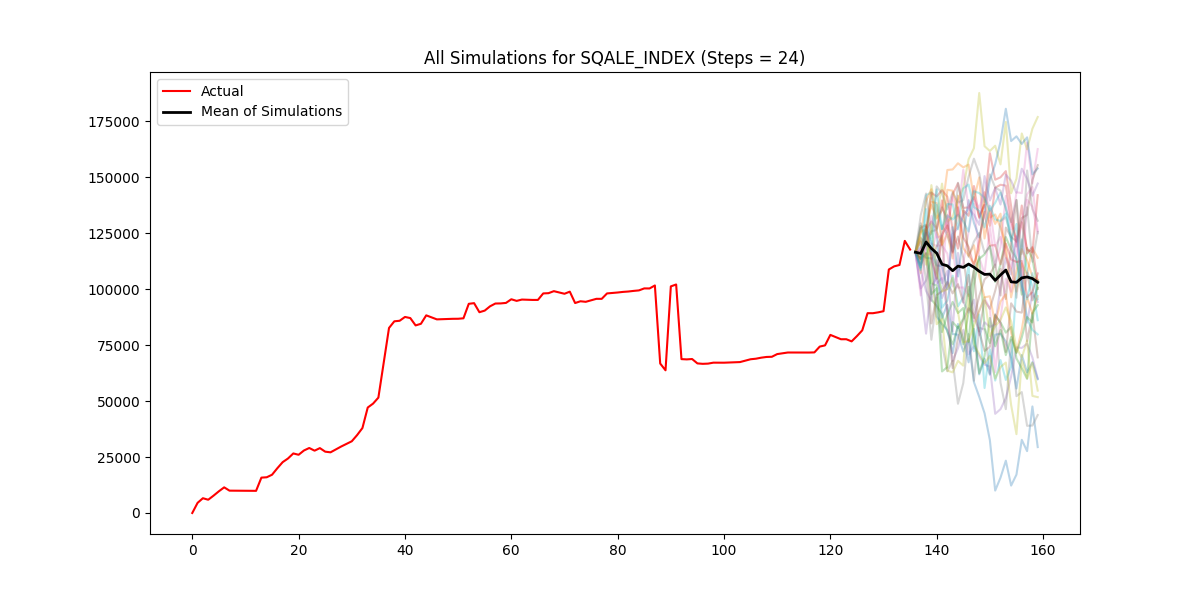 All Simulations for SQALE_INDEX (Steps = 24)
Actual
Mean of Simulations
175000
150000
125000
100000
75000
50000
25000
0
0 20 40 60 80 100 120 140 160